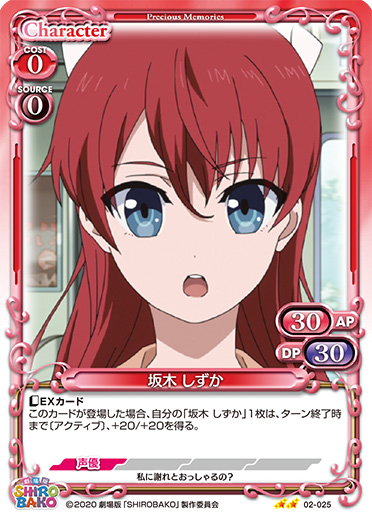 Precious Memories
Character
COST
0
SOURCE
0
30 AP
DP 30
坂木 しずか
EXカード
このカードが登場した場合、自分の「坂木 しずか」1枚は、ターン終了時
まで〔アクティブ〕、+20/+20を得る。
声優
私に謝れとおっしゃるの?
劇場版
SHIRO
BAKO
©2020 劇場版「SHIROBAKO」製作委員会
02-025